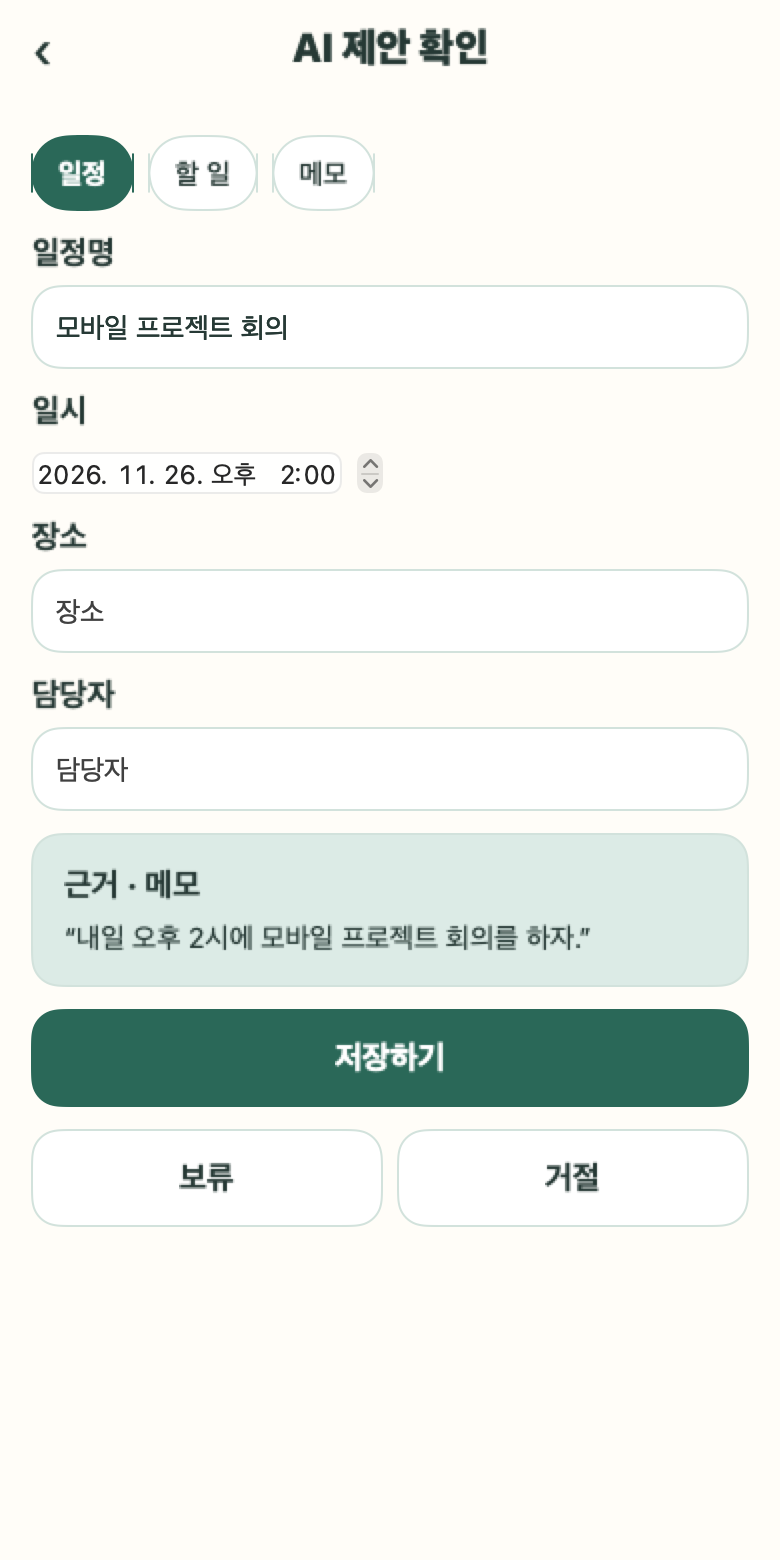 AI 제안 확인
일정 할 일 메모
일정명
모바일 프로젝트 회의
일시
2026. 11. 26. 오후 2:00
장소
장소
담당자
담당자
근거 · 메모
“내일 오후 2시에 모바일 프로젝트 회의를 하자.”
저장하기
보류 거절